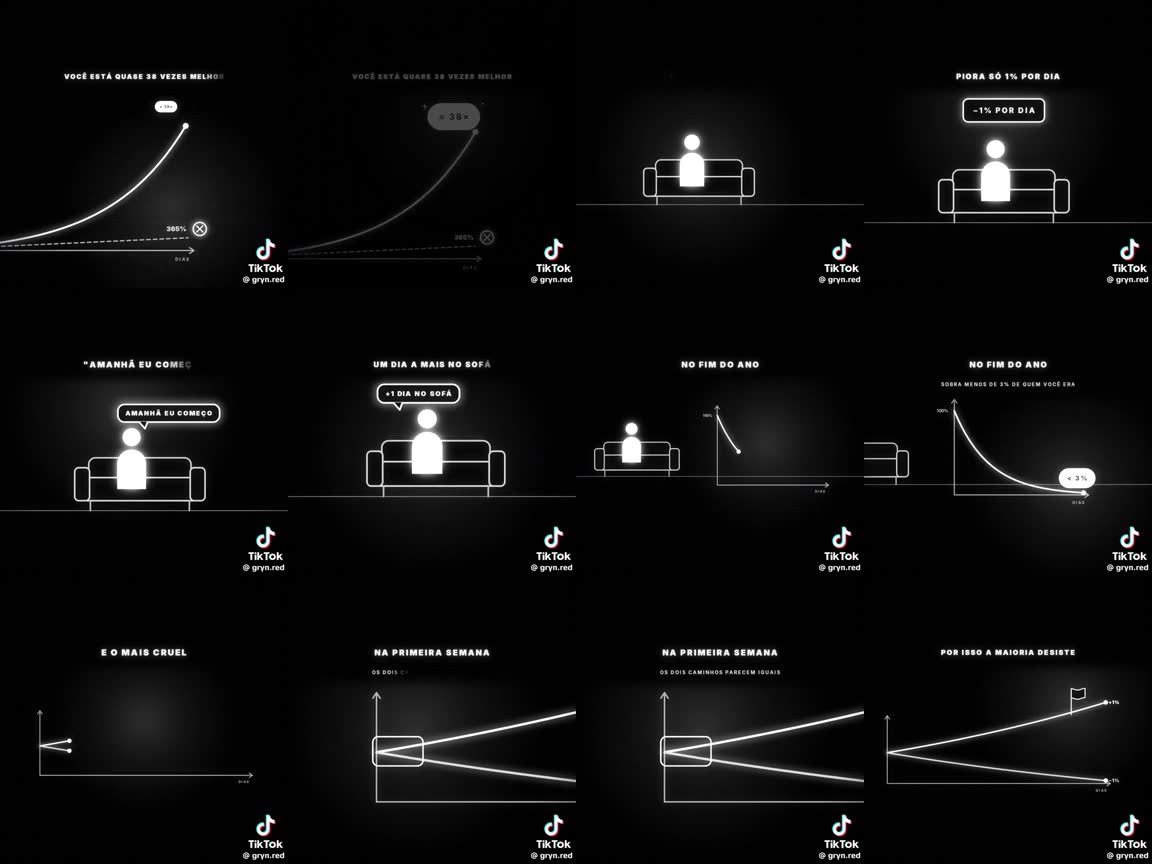 VOCÊ ESTÁ QUASE 38 VEZES MELHOR
≈ 38×
365%
DIAS
TikTok
@ gryn.red
VOCÊ ESTÁ QUASE 38 VEZES MELHOR
≈ 38×
365%
TikTok
@ gryn.red
TikTok
@ gryn.red
PIORA SÓ 1% POR DIA
−1% POR DIA
TikTok
@ gryn.red
"AMANHÃ EU COMEÇ
AMANHÃ EU COMEÇO
TikTok
@ gryn.red
UM DIA A MAIS NO SOFÁ
+1 DIA NO SOFÁ
TikTok
@ gryn.red
NO FIM DO ANO
100%
DIAS
TikTok
@ gryn.red
NO FIM DO ANO
SOBRA MENOS DE 3% DE QUEM VOCÊ ERA
100%
< 3%
DIAS
TikTok
@ gryn.red
E O MAIS CRUEL
DIAS
TikTok
@ gryn.red
NA PRIMEIRA SEMANA
OS DOIS C
TikTok
@ gryn.red
NA PRIMEIRA SEMANA
OS DOIS CAMINHOS PARECEM IGUAIS
TikTok
@ gryn.red
POR ISSO A MAIORIA DESISTE
+1%
−1%
DIAS
TikTok
@ gryn.red